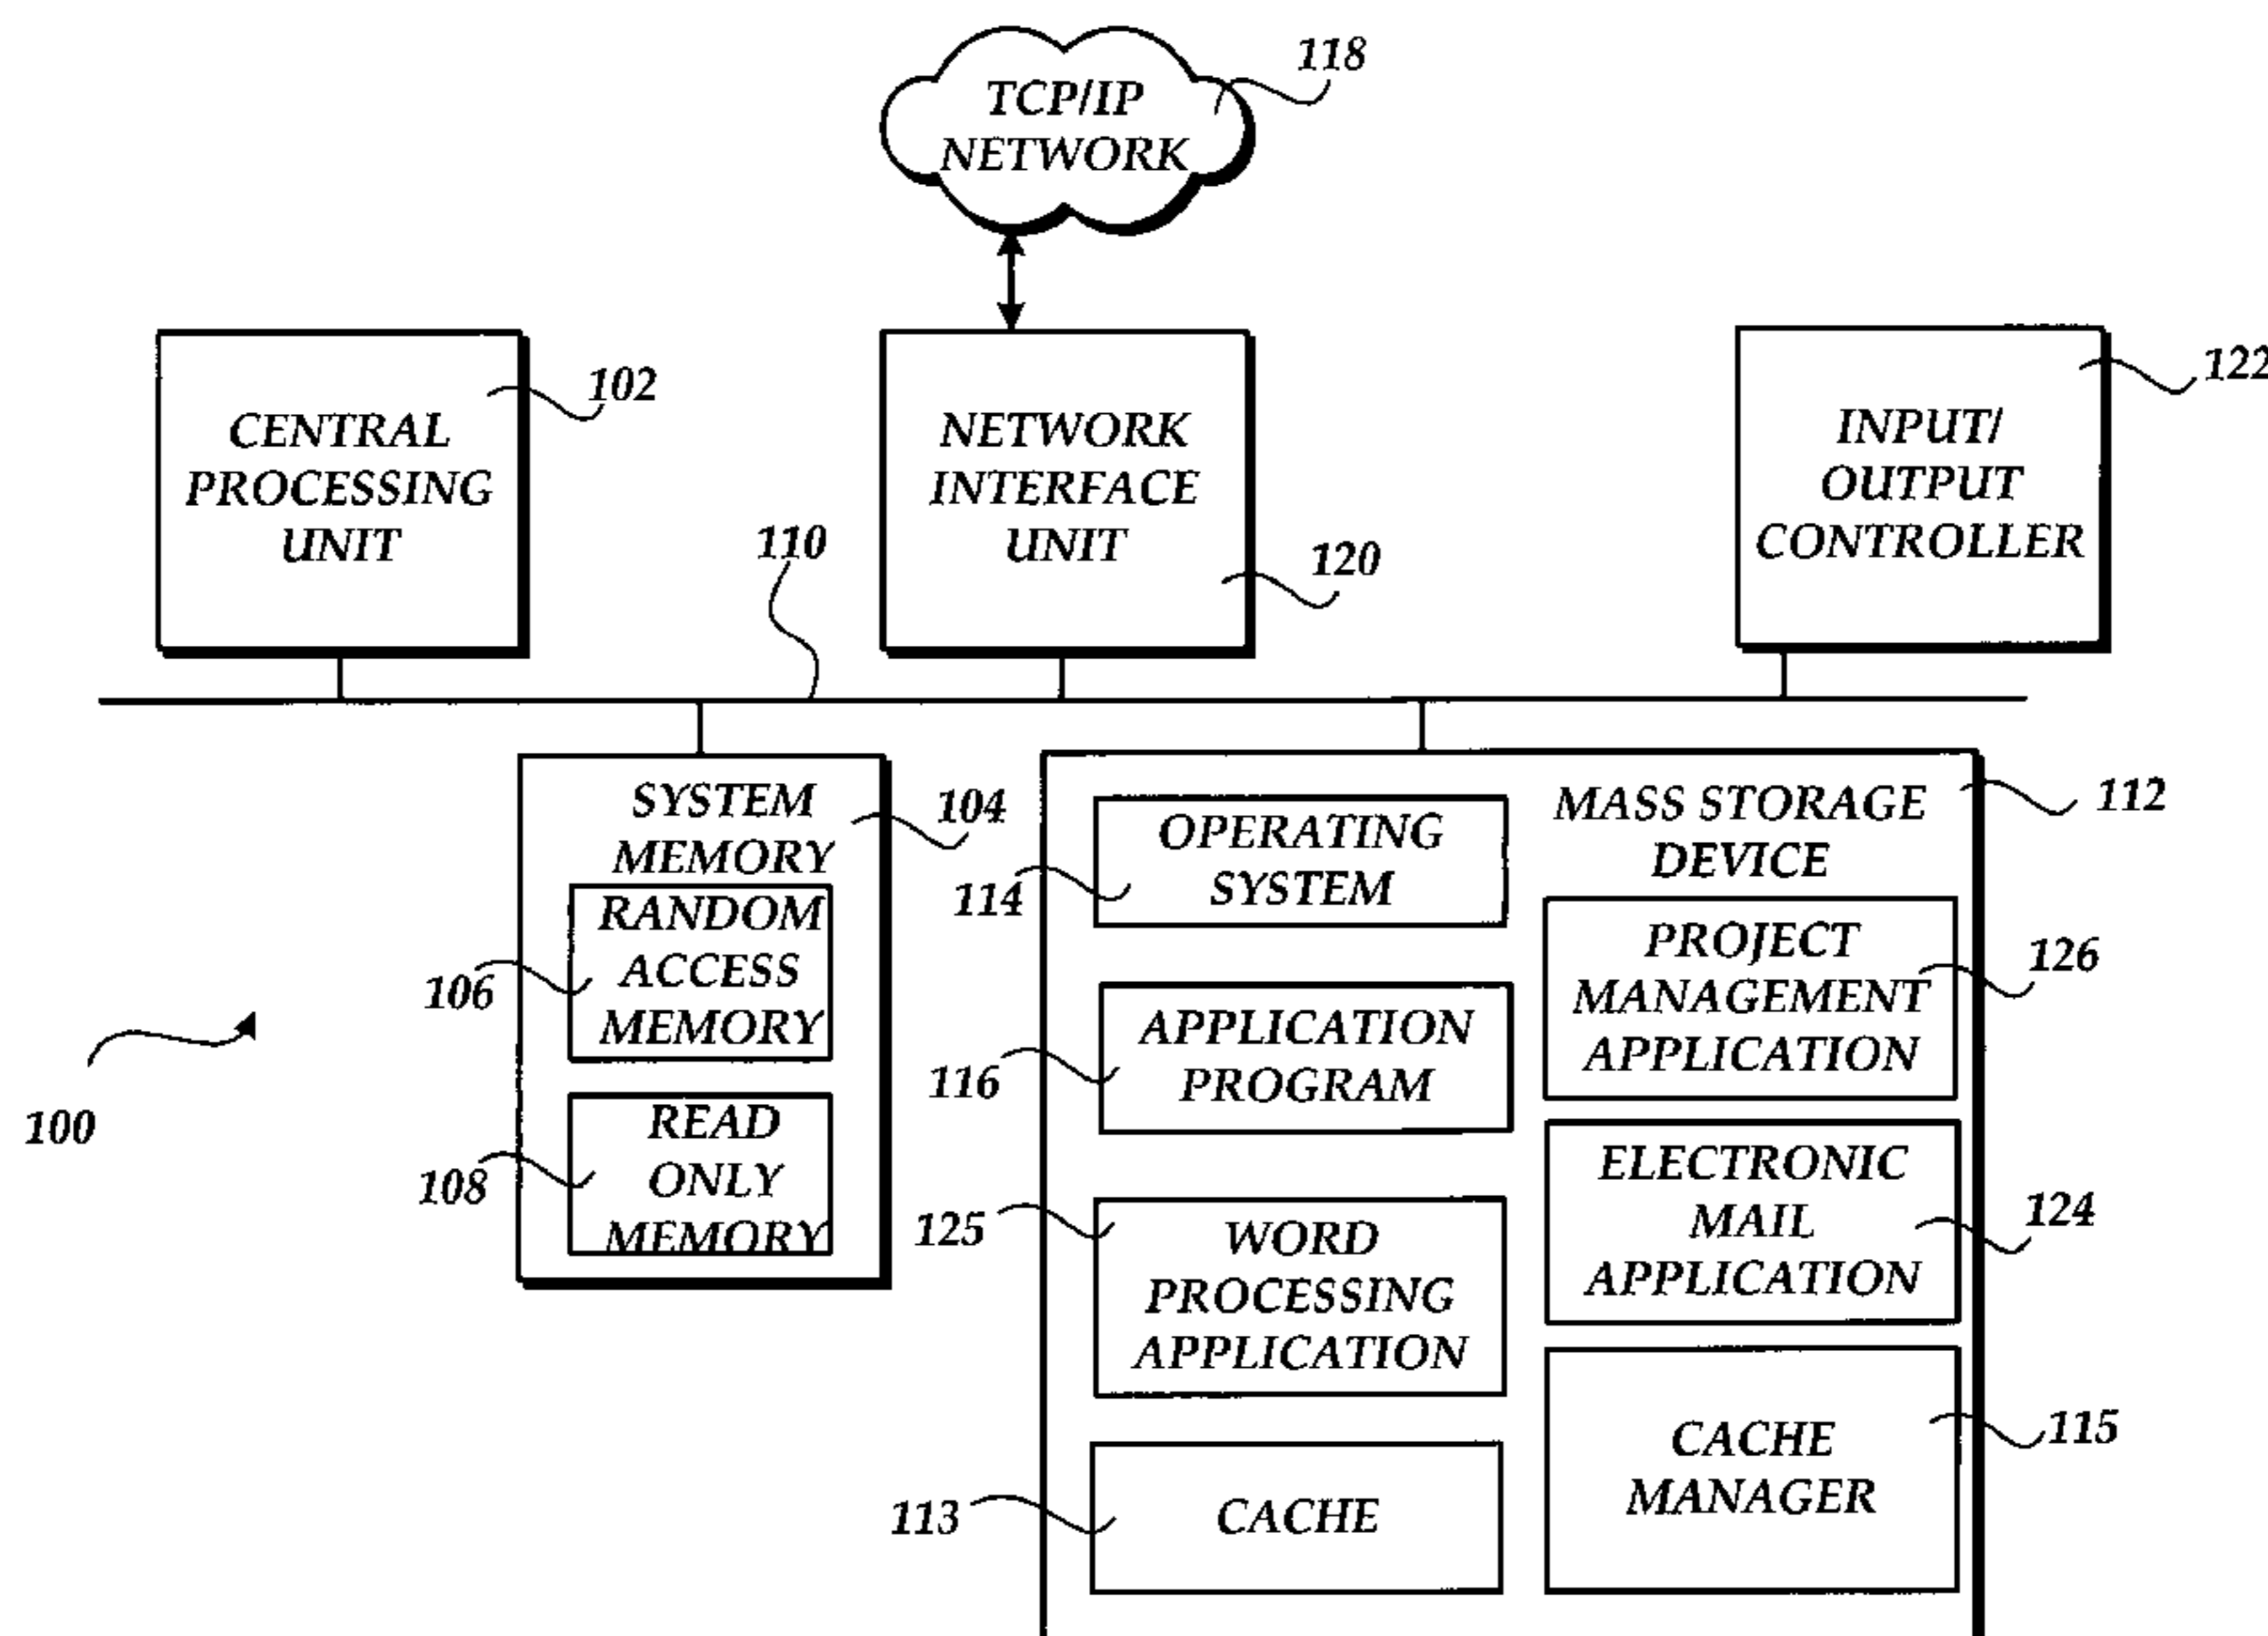 118
TCP/IP
NETWORK
102
CENTRAL
PROCESSING
UNIT
NETWORK
INTERFACE
UNIT
120
122
INPUT/
OUTPUT
CONTROLLER
110
SYSTEM
MEMORY
104
RANDOM
ACCESS
MEMORY
106
READ
ONLY
MEMORY
108
100
MASS STORAGE
DEVICE
112
OPERATING
SYSTEM
114
PROJECT
MANAGEMENT
APPLICATION
126
APPLICATION
PROGRAM
116
ELECTRONIC
MAIL
APPLICATION
124
WORD
PROCESSING
APPLICATION
125
CACHE
MANAGER
115
CACHE
113